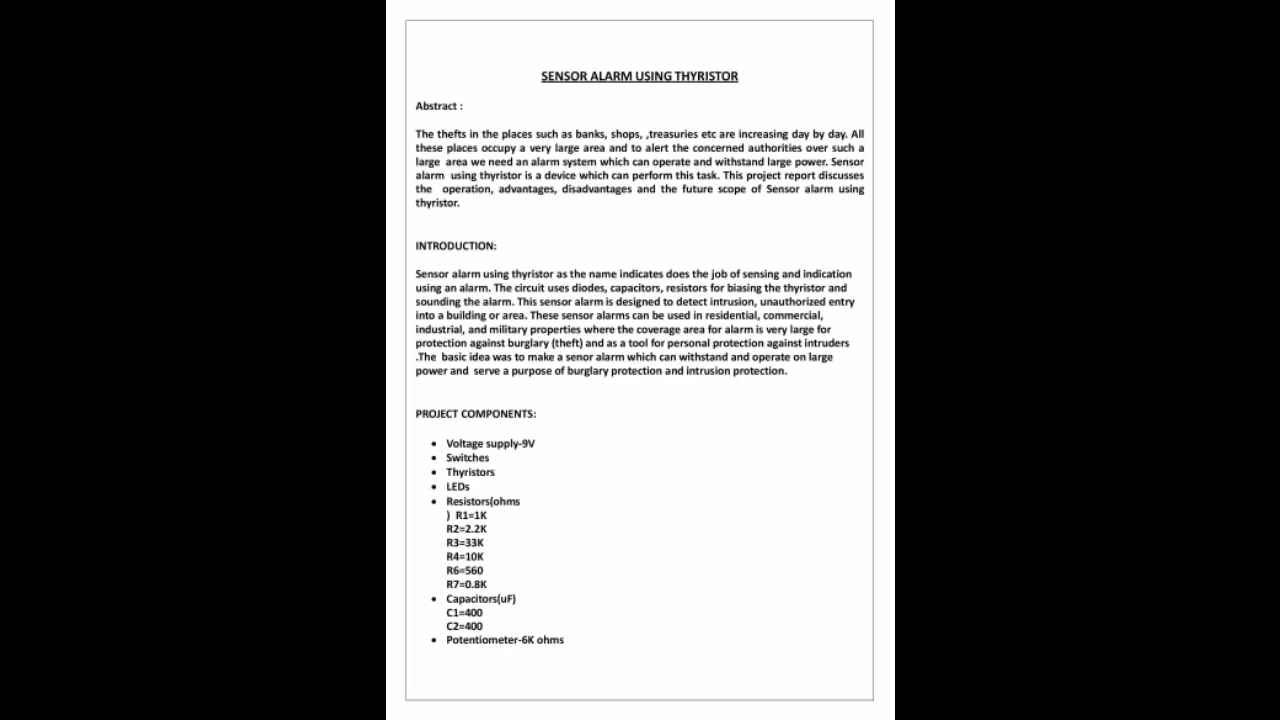 SENSOR ALARM USING THYRISTOR
Abstract :
The thefts in the places such as banks, shops, ,treasuries etc are increasing day by day. All
these places occupy a very large area and to alert the concerned authorities over such a
large area we need an alarm system which can operate and withstand large power. Sensor
alarm using thyristor is a device which can perform this task. This project report discusses
the operation, advantages, disadvantages and the future scope of Sensor alarm using
thyristor.
INTRODUCTION:
Sensor alarm using thyristor as the name indicates does the job of sensing and indication
using an alarm. The circuit uses diodes, capacitors, resistors for biasing the thyristor and
sounding the alarm. This sensor alarm is designed to detect intrusion, unauthorized entry
into a building or area. These sensor alarms can be used in residential, commercial,
industrial, and military properties where the coverage area for alarm is very large for
protection against burglary (theft) and as a tool for personal protection against intruders
.The basic idea was to make a senor alarm which can withstand and operate on large
power and serve a purpose of burglary protection and intrusion protection.
PROJECT COMPONENTS:
• Voltage supply-9V
• Switches
• Thyristors
• LEDs
• Resistors(ohms
) R1=1K
R2=2.2K
R3=33K
R4=10K
R6=560
R7=0.8K
• Capacitors(uF)
C1=400
C2=400
• Potentiometer-6K ohms